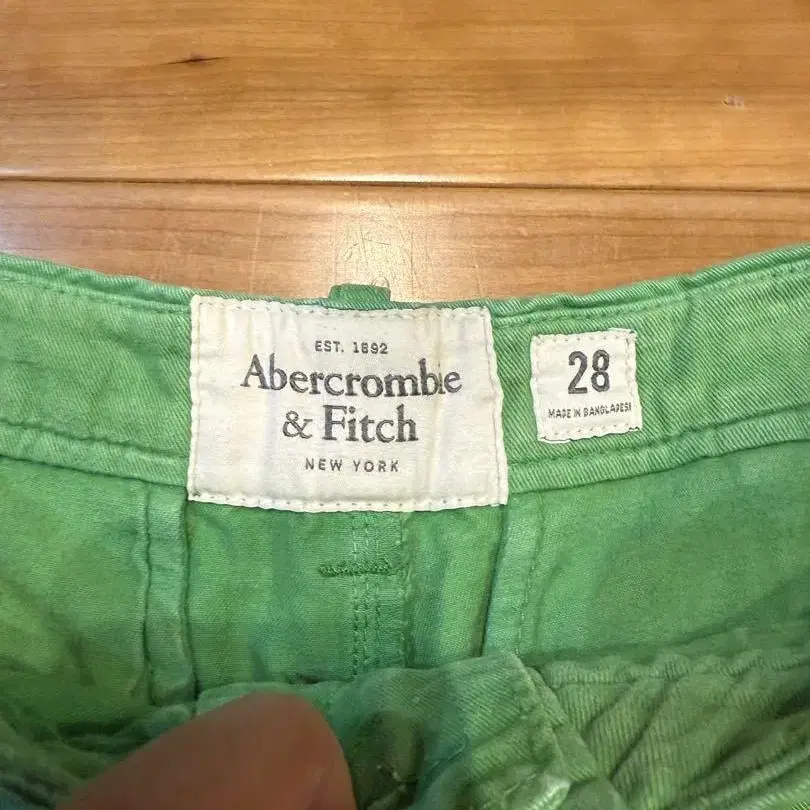 EST. 1892
Abercrombie
& Fitch
NEW YORK
28
MADE IN BANGLADESH